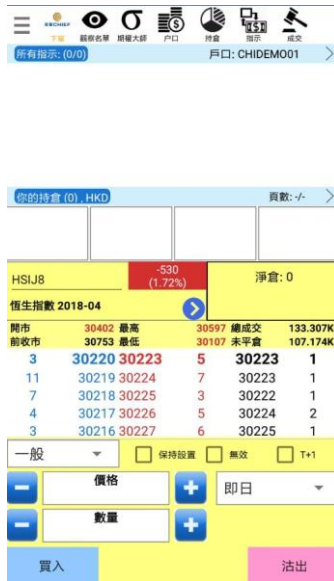 EBSCHIEF
下單 觀察名單 期權大師 户口 持倉 指示 成交
所有指示: (0/0) 戶口: CHIDEMO01
你的持倉 (0) , HKD 頁數: -/-
-530
HSIJ8 (1.72%) 淨倉: 0
恆生指數 2018-04
開市 30402 最高 30597 總成交 133.307K
前收市 30753 最低 30107 未平倉 107.174K
3 30220 30223 5 30223 1
11 30219 30224 7 30223 1
7 30218 30225 3 30222 1
4 30217 30226 5 30224 2
3 30216 30227 6 30225 1
一般 保持設置 無效 T+1
價格 即日
數量
買入 沽出